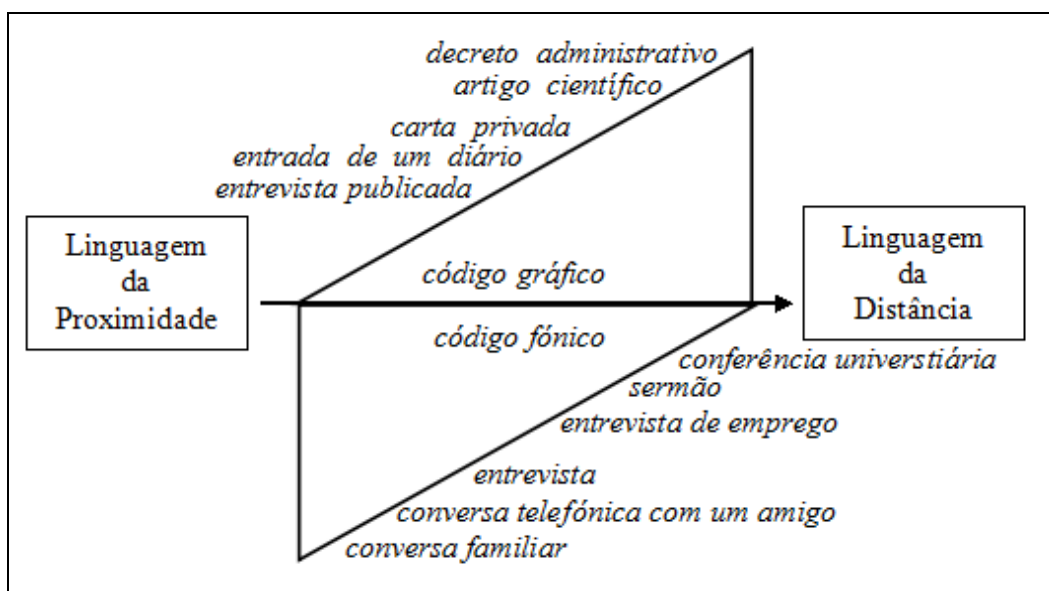 decreto administrativo
artigo científico
carta privada
entrada de um diário
entrevista publicada
Linguagem
da
Proximidade
código gráfico
código fónico
Linguagem
da
Distância
conferência universtiária
sermão
entrevista de emprego
entrevista
conversa telefónica com um amigo
conversa familiar